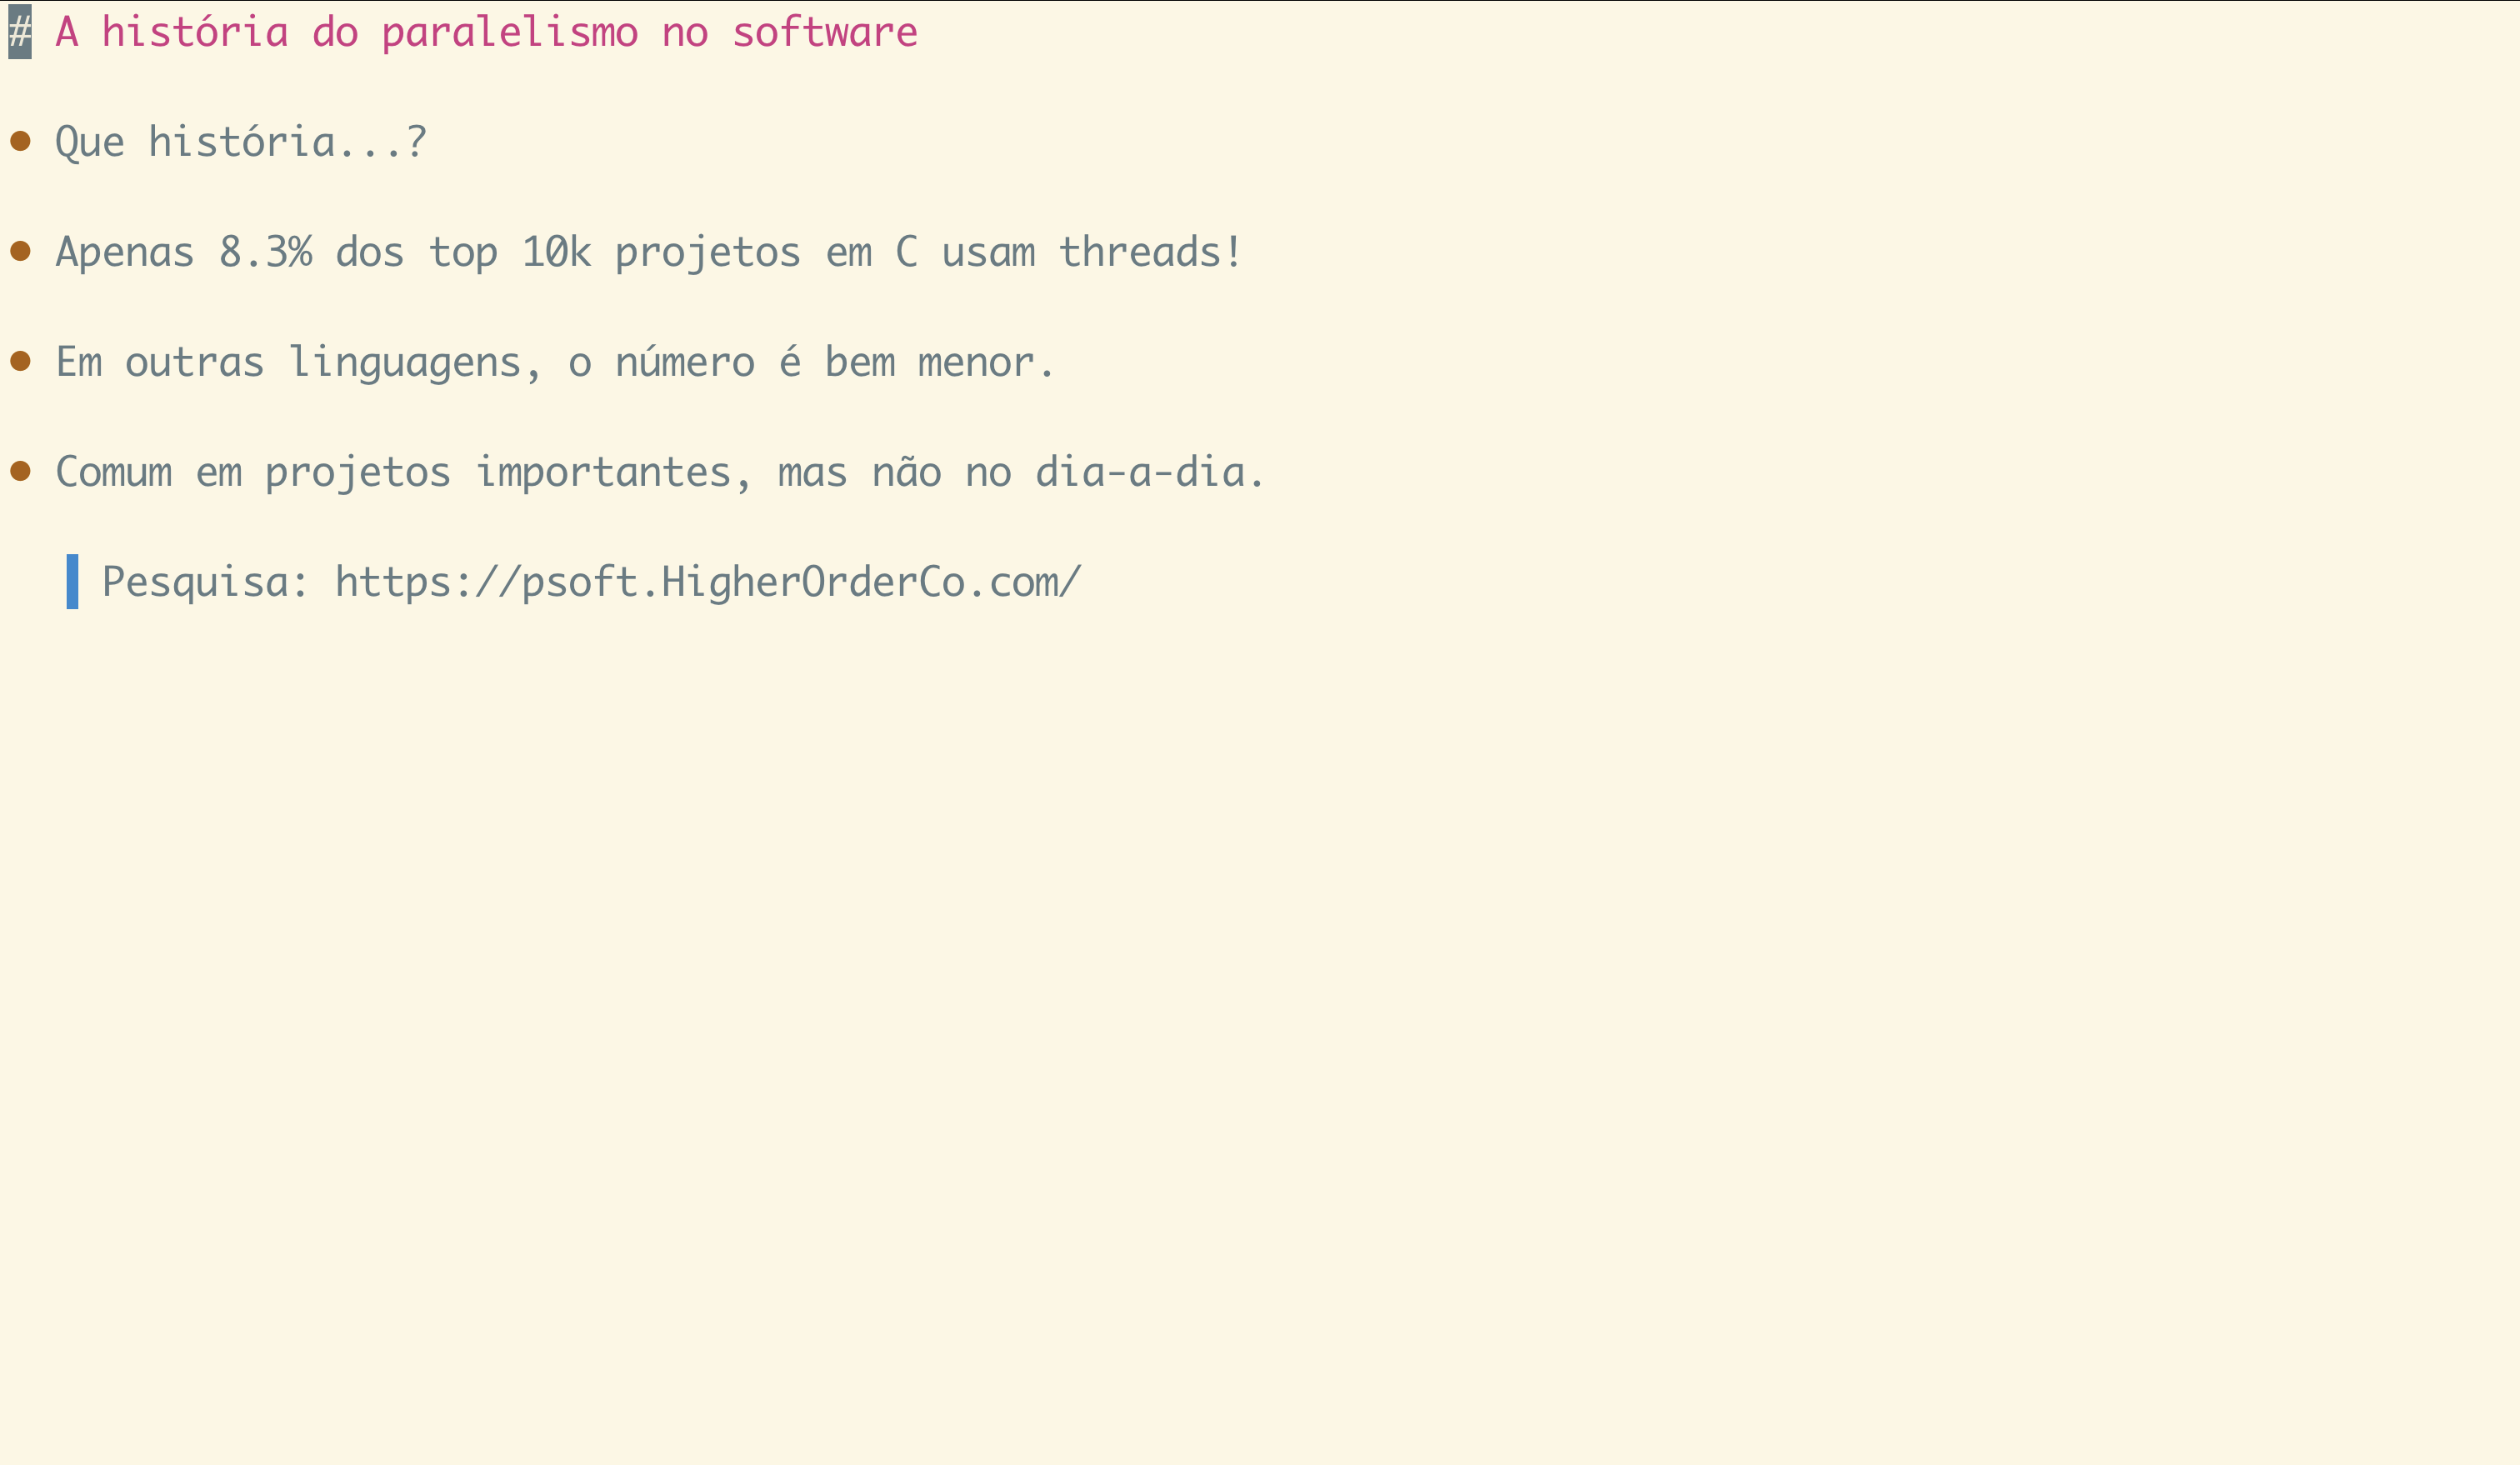 # A história do paralelismo no software
● Que história...?
● Apenas 8.3% dos top 10k projetos em C usam threads!
● Em outras linguagens, o número é bem menor.
● Comum em projetos importantes, mas não no dia-a-dia.
Pesquisa: https://psoft.HigherOrderCo.com/